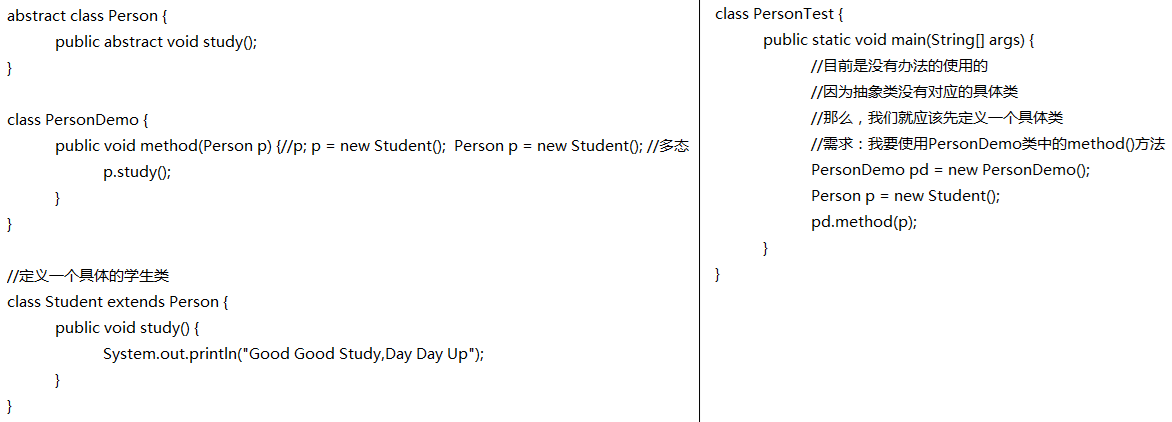 abstract class Person {
public abstract void study();
}
class PersonDemo {
public void method(Person p) {//p; p = new Student();  Person p = new Student(); //多态
p.study();
}
}
//定义一个具体的学生类
class Student extends Person {
public void study() {
System.out.println("Good Good Study,Day Day Up");
}
}
class PersonTest {
public static void main(String[] args) {
//目前是没有办法的使用的
//因为抽象类没有对应的具体类
//那么，我们就应该先定义一个具体类
//需求：我要使用PersonDemo类中的method()方法
PersonDemo pd = new PersonDemo();
Person p = new Student();
pd.method(p);
}
}